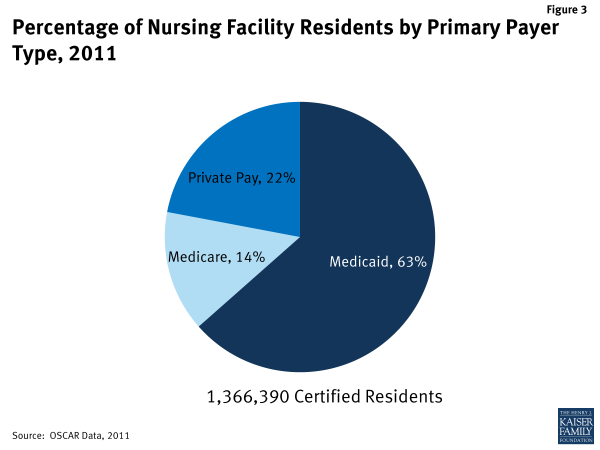 Figure 3
Percentage of Nursing Facility Residents by Primary Payer
Type, 2011
Private Pay, 22%
Medicare, 14%
Medicaid, 63%
1,366,390 Certified Residents
Source: OSCAR Data, 2011
THE HENRY J.
KAISER
FAMILY
FOUNDATION